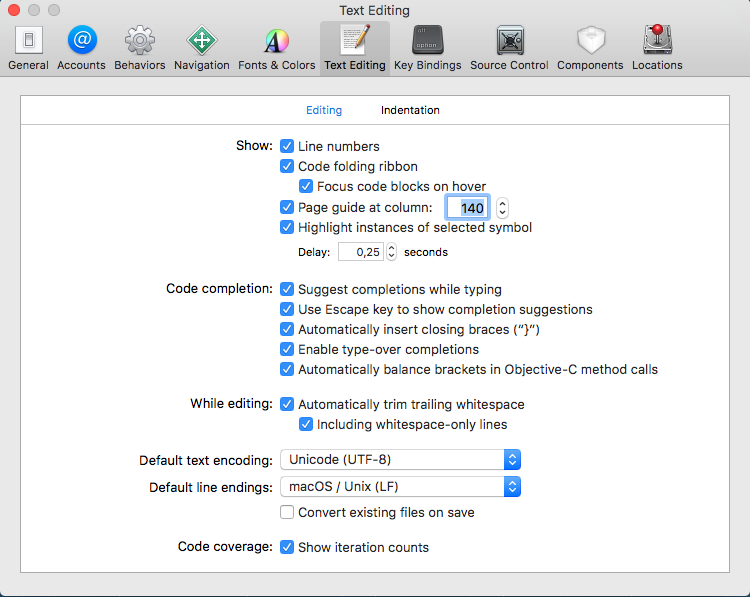 Text Editing
General Accounts Behaviors Navigation Fonts & Colors Text Editing Key Bindings Source Control Components Locations
Editing Indentation
Show: Line numbers
Code folding ribbon
Focus code blocks on hover
Page guide at column: 140
Highlight instances of selected symbol
Delay: 0,25 seconds
Code completion: Suggest completions while typing
Use Escape key to show completion suggestions
Automatically insert closing braces (“}”)
Enable type-over completions
Automatically balance brackets in Objective-C method calls
While editing: Automatically trim trailing whitespace
Including whitespace-only lines
Default text encoding: Unicode (UTF-8)
Default line endings: macOS / Unix (LF)
Convert existing files on save
Code coverage: Show iteration counts